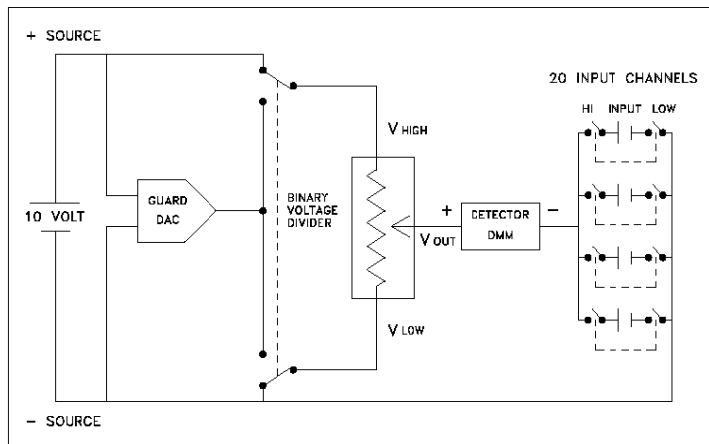 + SOURCE
20 INPUT CHANNELS
HI INPUT LOW
V HIGH
GUARD
DAC
10 VOLT
BINARY
VOLTAGE
DIVIDER
+
DETECTOR
DMM
−
V OUT
V LOW
− SOURCE